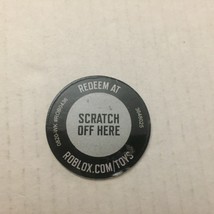 REDEEM AT
SCRATCH
OFF HERE
ROBLOX.COM/TOYS